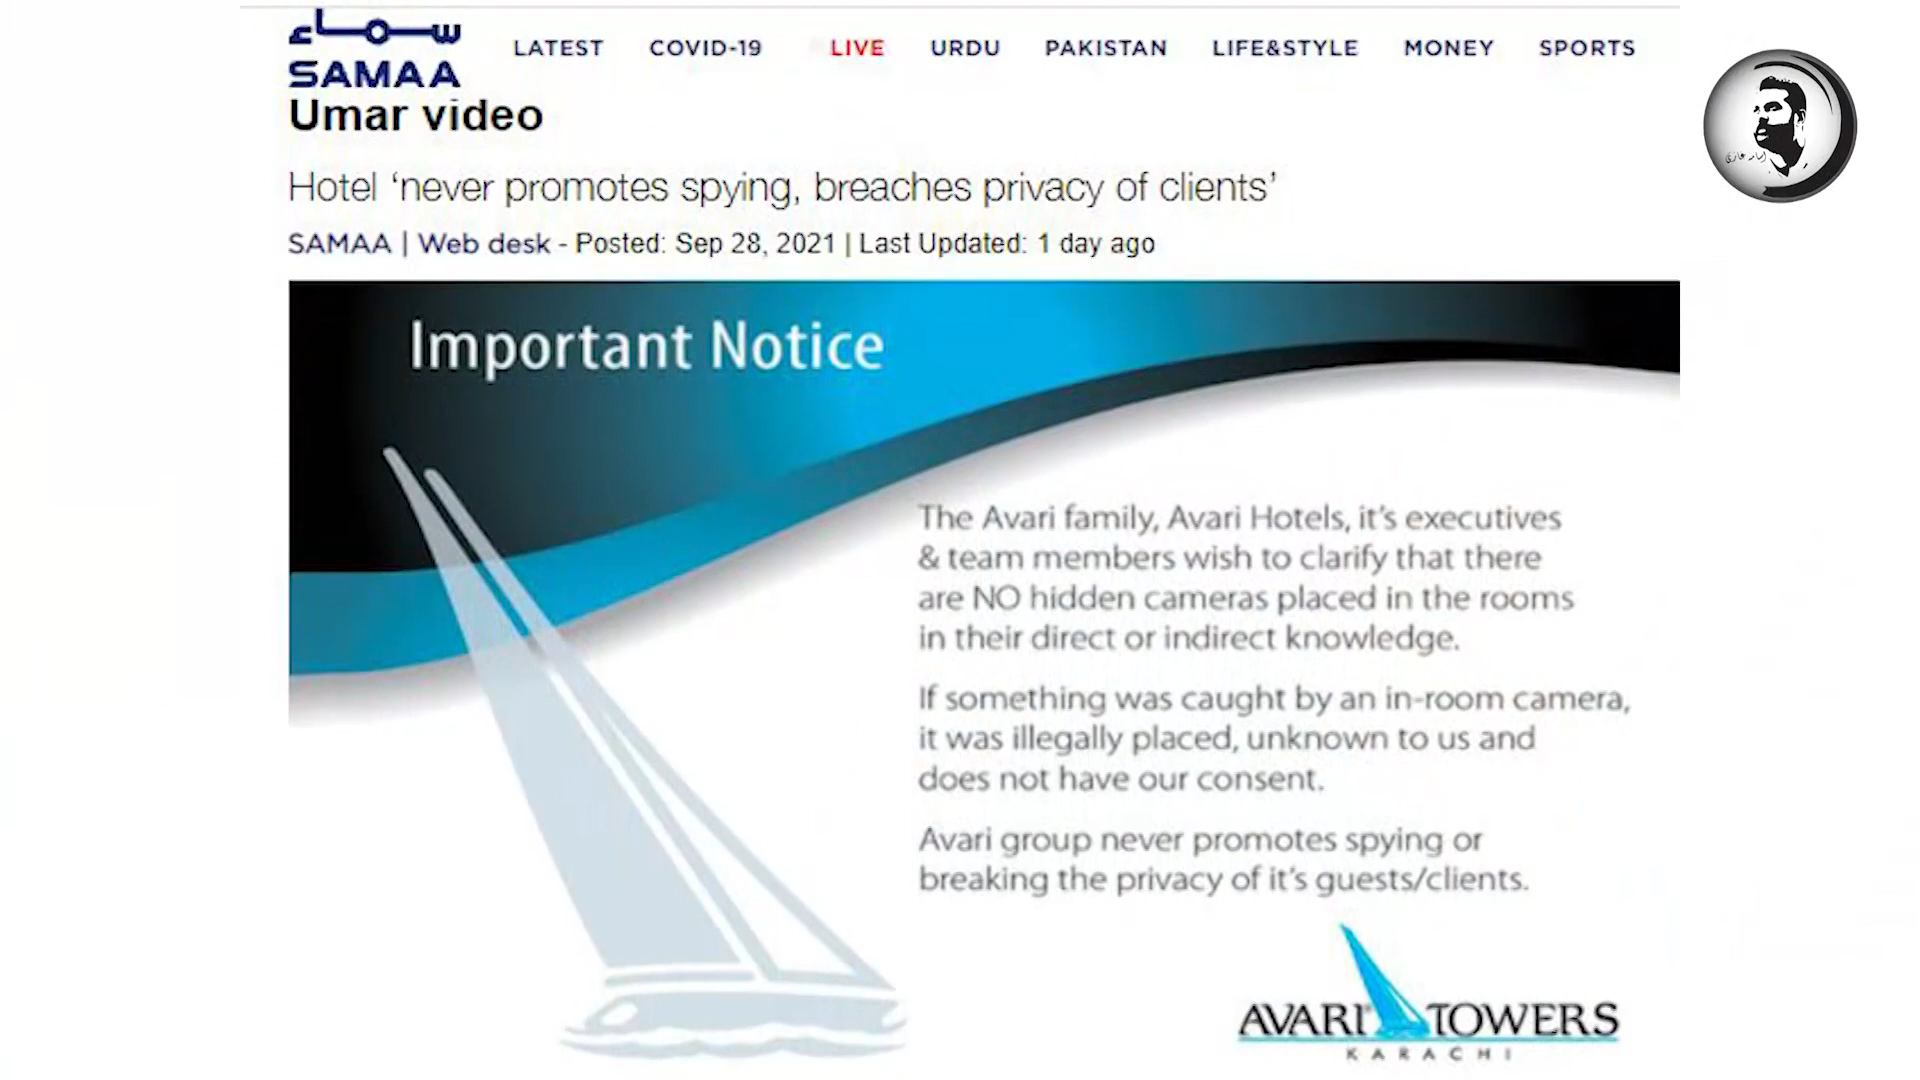 سماء
SAMAA
LATEST COVID-19 LIVE URDU PAKISTAN LIFE&STYLE MONEY SPORTS
Umar video
Hotel ‘never promotes spying, breaches privacy of clients’
SAMAA | Web desk - Posted: Sep 28, 2021 | Last Updated: 1 day ago
Important Notice
The Avari family, Avari Hotels, it's executives
& team members wish to clarify that there
are NO hidden cameras placed in the rooms
in their direct or indirect knowledge.
If something was caught by an in-room camera,
it was illegally placed, unknown to us and
does not have our consent.
Avari group never promotes spying or
breaking the privacy of it's guests/clients.
AVARI TOWERS
KARACHI